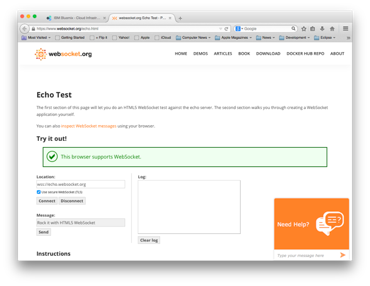 IBM Bracelet - Cloud Infrast...
websocket.org Echo Test - P...
https://www.websocket.org/echo.html
Google
Most Visited
Getting Started
+ Flip it
Yahoo!
Apple
iCloud
Computer News
Apple Magazines
News
Development
Eclipse
websocket.org
HOME DEMOS ARTICLES BOOK DOWNLOAD DOCKER HUB REPO ABOUT
Echo Test
The first section of this page will let you do an HTML5 WebSocket test against the echo server. The second section walks you through creating a WebSocket
application yourself.
You can also inspect WebSocket messages using your browser.
Try it out!
This browser supports WebSocket.
Location:
wss://echo.websocket.org
Use secure WebSocket (TLS)
Connect Disconnect
Message:
Rock it with HTML5 WebSocket
Send
Log:
Clear log
Need Help?
Type your message here
Instructions